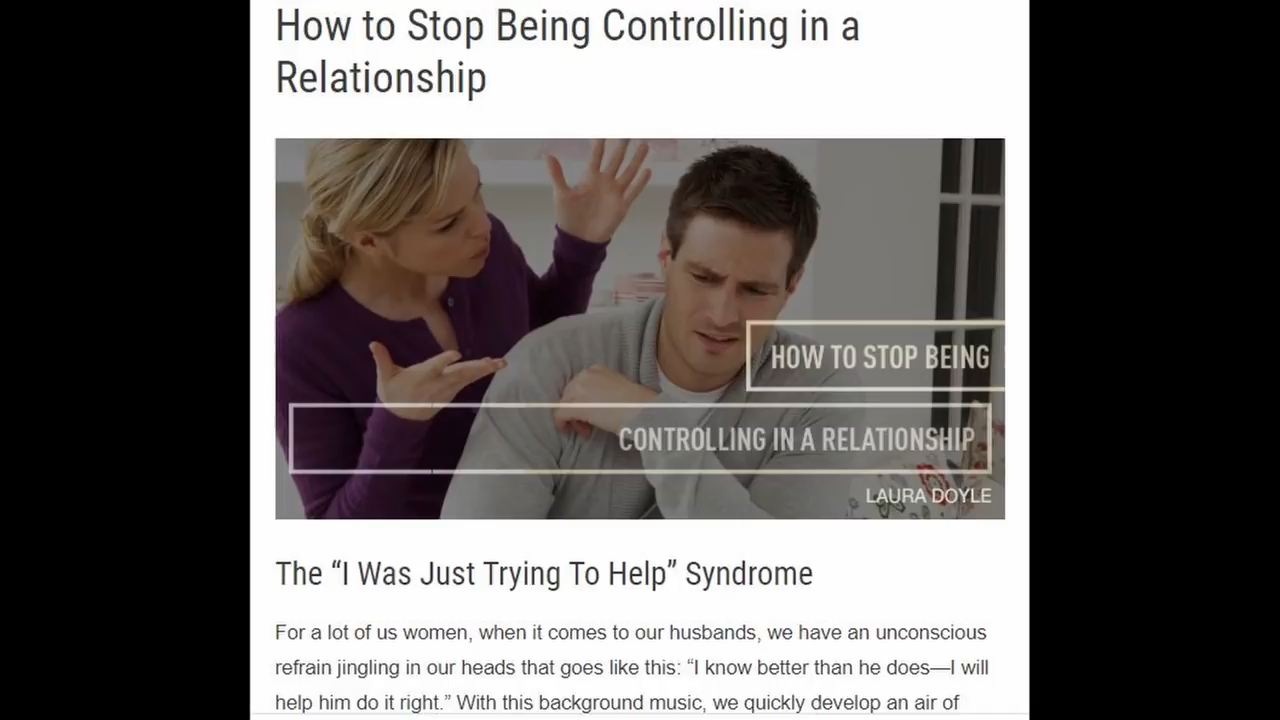 How to Stop Being Controlling in a
Relationship
HOW TO STOP BEING
CONTROLLING IN A RELATIONSHIP
LAURA DOYLE
The “I Was Just Trying To Help” Syndrome
For a lot of us women, when it comes to our husbands, we have an unconscious
refrain jingling in our heads that goes like this: “I know better than he does—I will
help him do it right.” With this background music, we quickly develop an air of